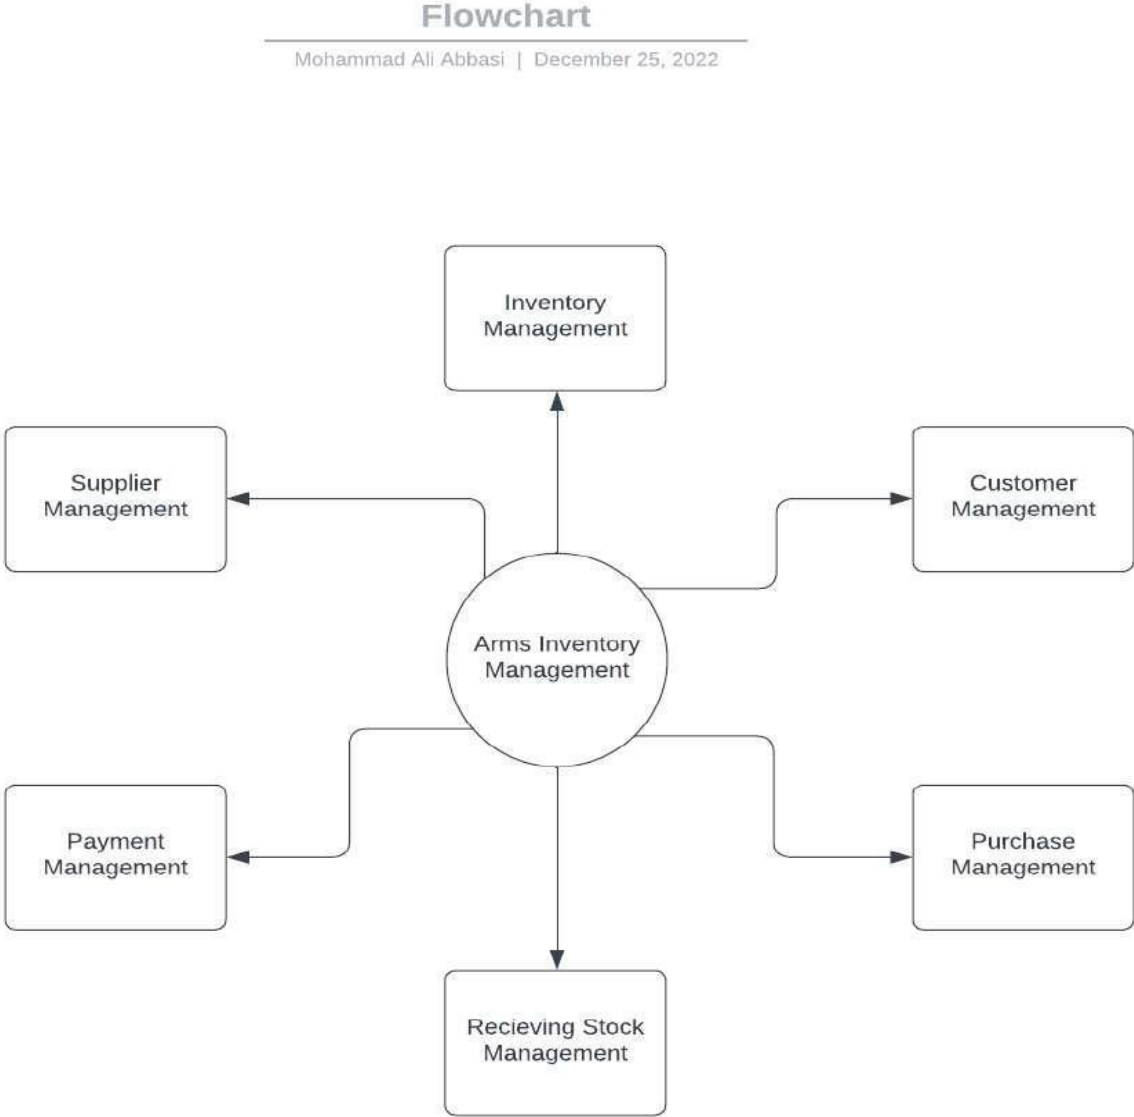 Flowchart
Mohammad Ali Abbasi | December 25, 2022
Inventory
Management
Supplier
Management
Customer
Management
Arms Inventory
Management
Payment
Management
Purchase
Management
Recieving Stock
Management